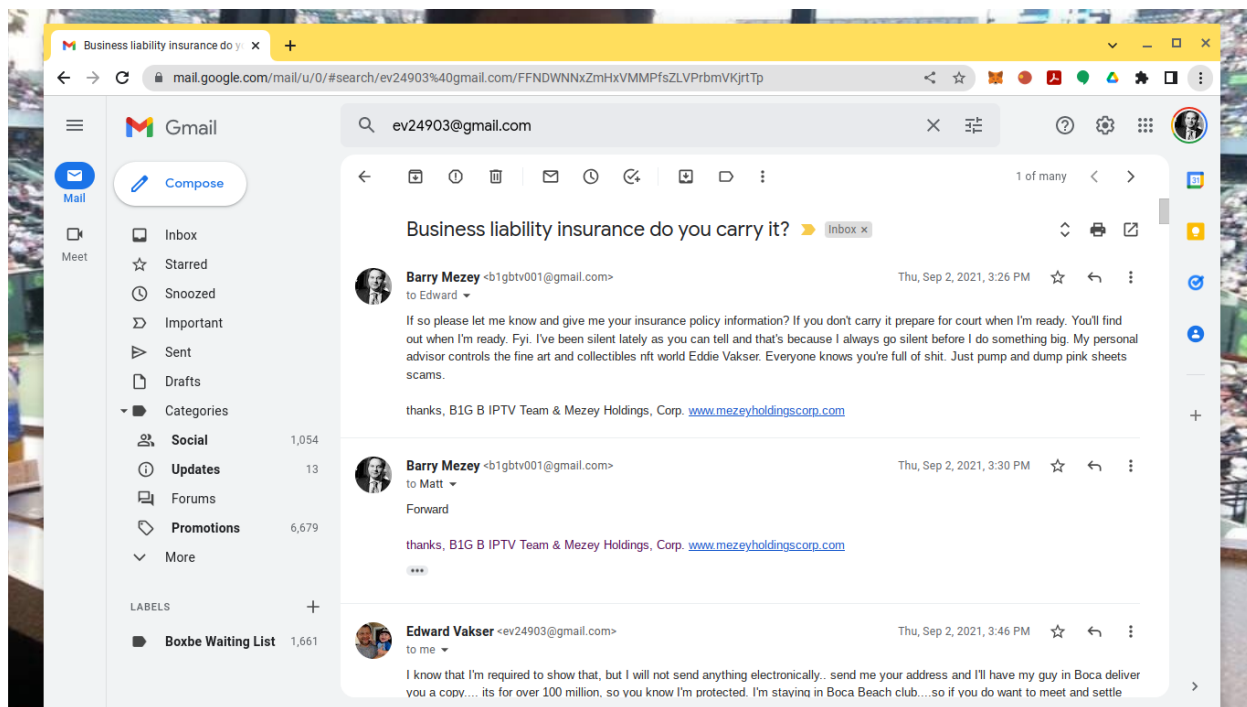 Business liability insurance do y
mail.google.com/mail/u/0/#search/ev24903%40gmail.com/FFNDWNNxZmHxVMMPfsZLVPrbmVKjrtTp
Gmail
ev24903@gmail.com
Mail
Meet
Compose
Inbox
Starred
Snoozed
Important
Sent
Drafts
Categories
Social 1,054
Updates 13
Forums
Promotions 6,679
More
LABELS
Boxbe Waiting List 1,661
1 of many
31
Business liability insurance do you carry it? Inbox ×
Barry Mezey <b1gbtv001@gmail.com> Thu, Sep 2, 2021, 3:26 PM
to Edward
If so please let me know and give me your insurance policy information? If you don't carry it prepare for court when I'm ready. You'll find
out when I'm ready. Fyi. I've been silent lately as you can tell and that's because I always go silent before I do something big. My personal
advisor controls the fine art and collectibles nft world Eddie Vakser. Everyone knows you're full of shit. Just pump and dump pink sheets
scams.
thanks, B1G B IPTV Team & Mezey Holdings, Corp. www.mezeyholdingscorp.com
Barry Mezey <b1gbtv001@gmail.com> Thu, Sep 2, 2021, 3:30 PM
to Matt
Forward
thanks, B1G B IPTV Team & Mezey Holdings, Corp. www.mezeyholdingscorp.com
Edward Vakser <ev24903@gmail.com> Thu, Sep 2, 2021, 3:46 PM
to me
I know that I'm required to show that, but I will not send anything electronically.. send me your address and I'll have my guy in Boca deliver
you a copy.... its for over 100 million, so you know I'm protected. I'm staying in Boca Beach club....so if you do want to meet and settle